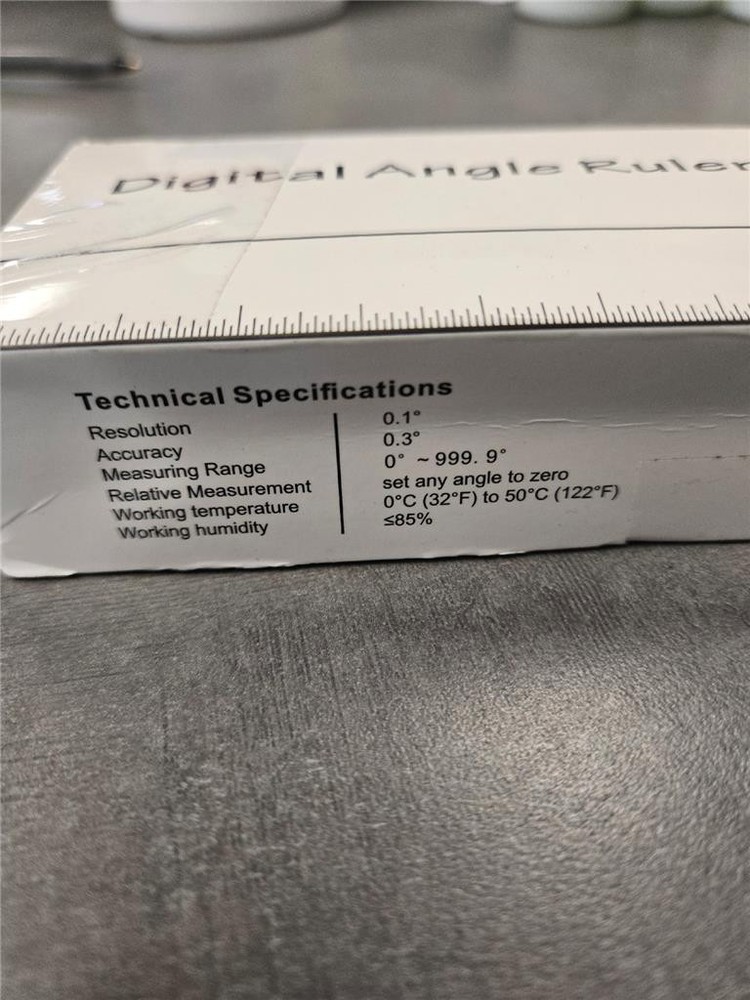 Digital Angle Ruler
Technical Specifications
Resolution 0.1°
Accuracy 0.3°
Measuring Range 0° ~ 999. 9°
Relative Measurement set any angle to zero
Working temperature 0°C (32°F) to 50°C (122°F)
Working humidity ≤85%